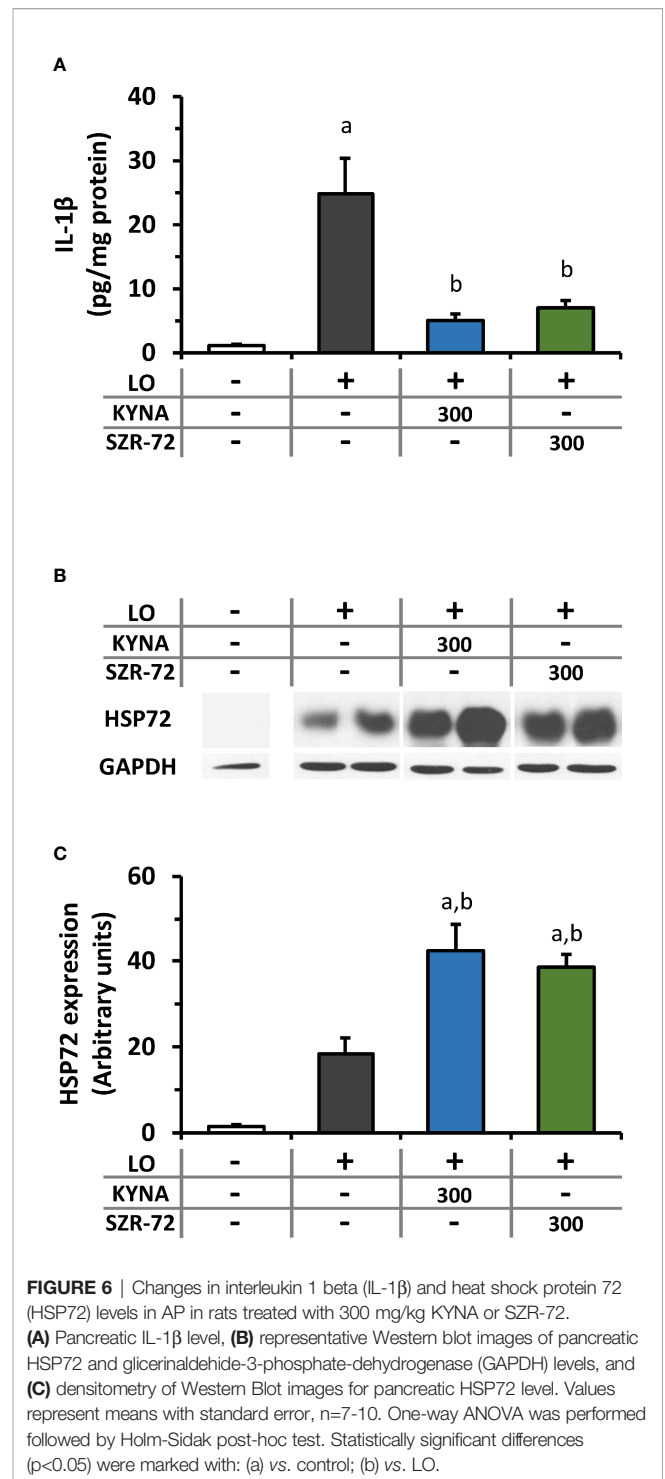 A
40
30
20
10
0
IL-1β
(pg/mg protein)
a
b
b
LO - + + +
KYNA - - 300 -
SZR-72 - - - 300
B
LO - + + +
KYNA - - 300 -
SZR-72 - - - 300
HSP72
GAPDH
C
60
40
20
0
HSP72 expression
(Arbitrary units)
a,b
a,b
LO - + + +
KYNA - - 300 -
SZR-72 - - - 300
FIGURE 6 | Changes in interleukin 1 beta (IL-1β) and heat shock protein 72
(HSP72) levels in AP in rats treated with 300 mg/kg KYNA or SZR-72.
(A) Pancreatic IL-1β level, (B) representative Western blot images of pancreatic
HSP72 and glicerinaldehide-3-phosphate-dehydrogenase (GAPDH) levels, and
(C) densitometry of Western Blot images for pancreatic HSP72 level. Values
represent means with standard error, n=7-10. One-way ANOVA was performed
followed by Holm-Sidak post-hoc test. Statistically significant differences
(p<0.05) were marked with: (a) vs. control; (b) vs. LO.